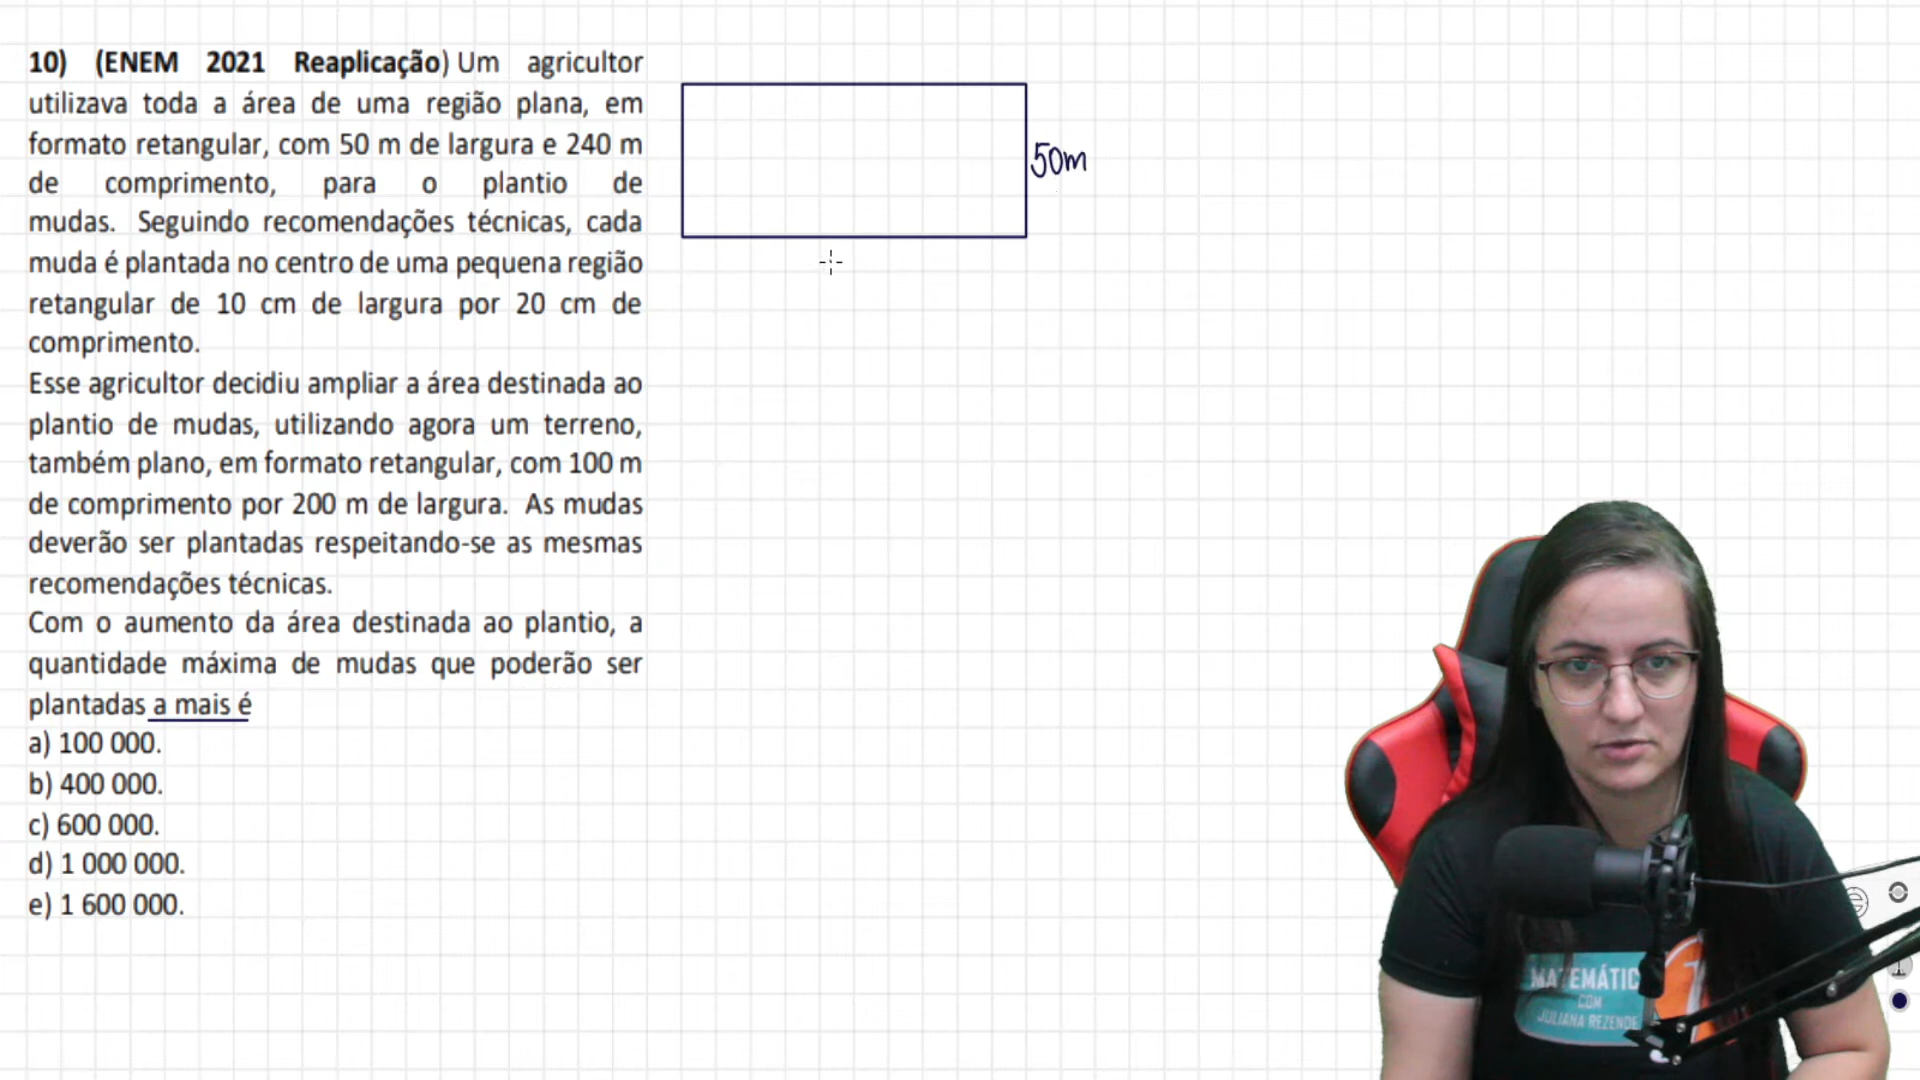 10) (ENEM 2021 Reaplicação) Um agricultor
utilizava toda a área de uma região plana, em
formato retangular, com 50 m de largura e 240 m
de comprimento, para o plantio de
mudas. Seguindo recomendações técnicas, cada
muda é plantada no centro de uma pequena região
retangular de 10 cm de largura por 20 cm de
comprimento.
Esse agricultor decidiu ampliar a área destinada ao
plantio de mudas, utilizando agora um terreno,
também plano, em formato retangular, com 100 m
de comprimento por 200 m de largura. As mudas
deverão ser plantadas respeitando-se as mesmas
recomendações técnicas.
Com o aumento da área destinada ao plantio, a
quantidade máxima de mudas que poderão ser
plantadas a mais é
a) 100 000.
b) 400 000.
c) 600 000.
d) 1 000 000.
e) 1 600 000.
50m
MATEMÁTIC
COM
JULIANA REZENDE